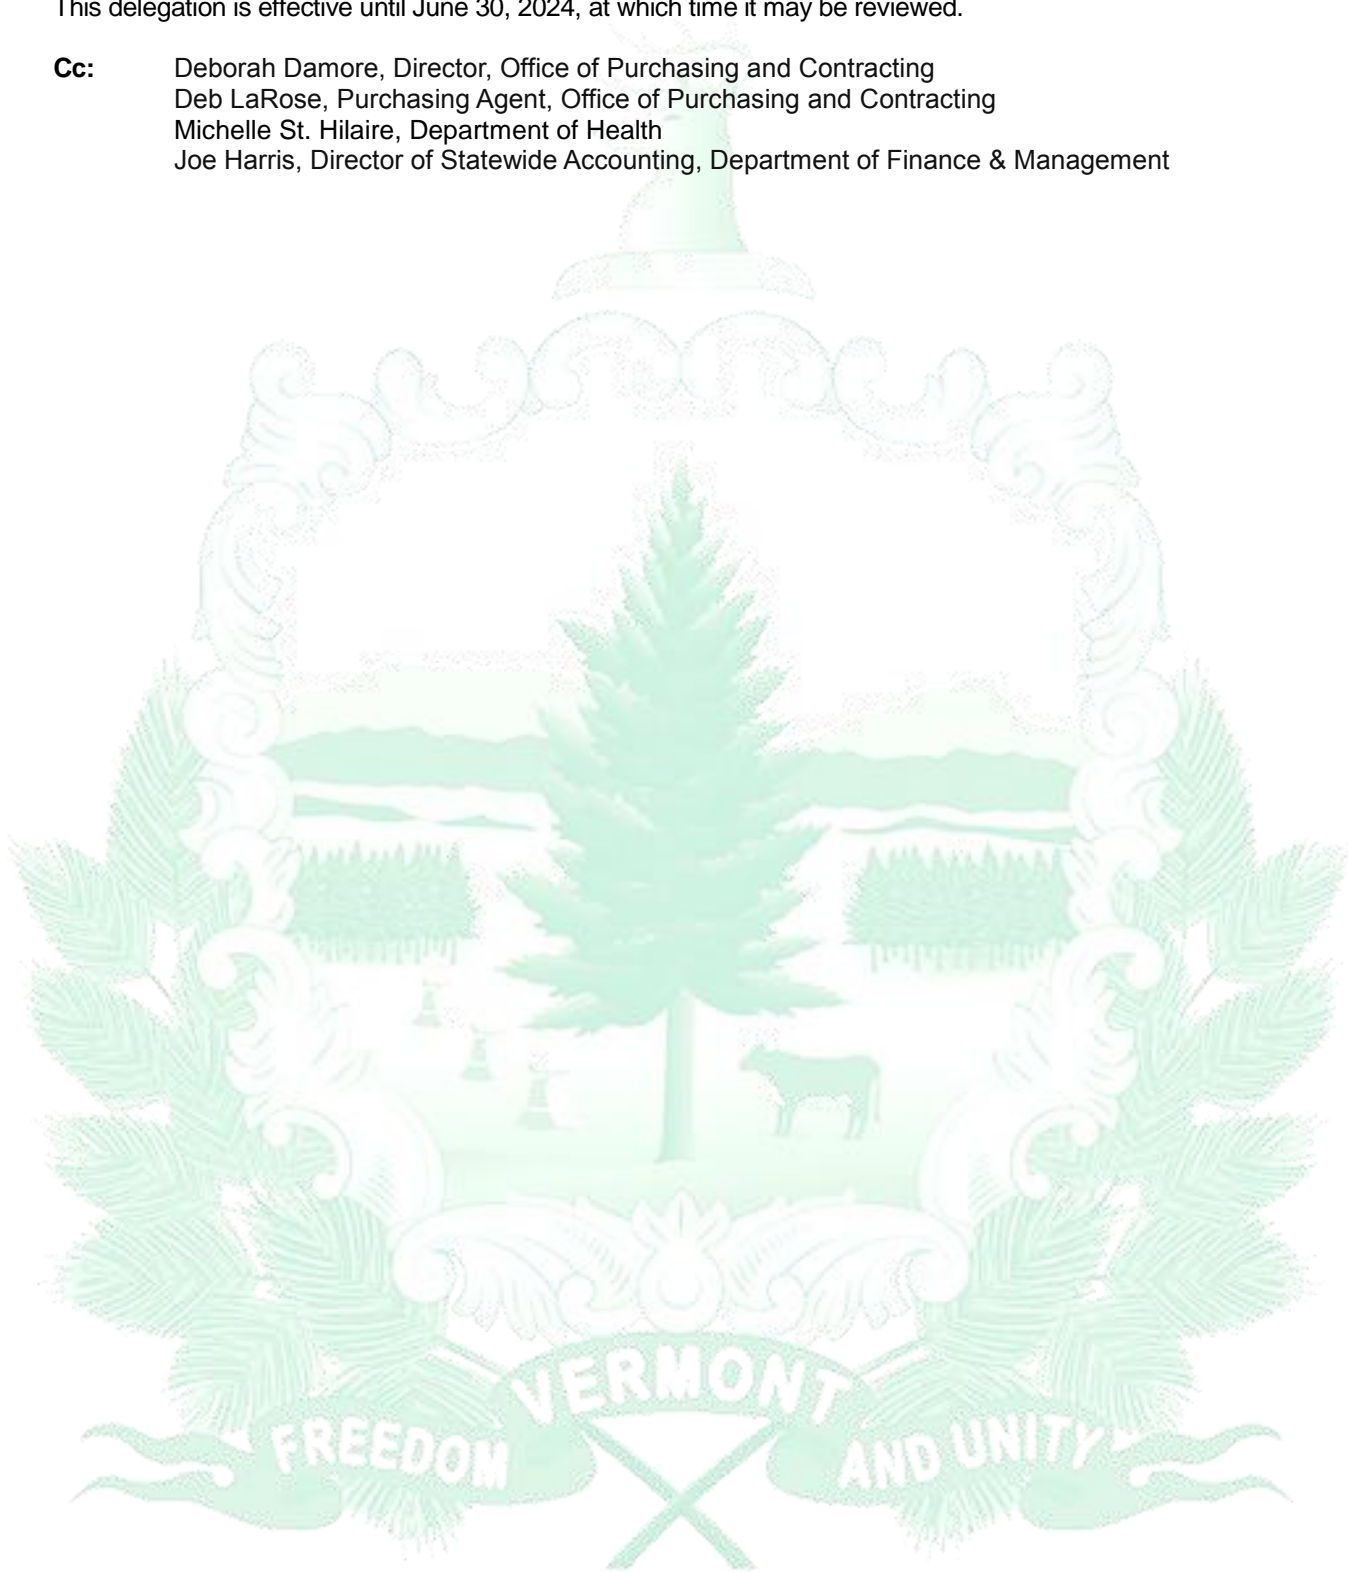 This delegation is effective until June 30, 2024, at which time it may be reviewed.
Cc: Deborah Damore, Director, Office of Purchasing and Contracting
Deb LaRose, Purchasing Agent, Office of Purchasing and Contracting
Michelle St. Hilaire, Department of Health
Joe Harris, Director of Statewide Accounting, Department of Finance & Management
VERMONT
FREEDOM AND UNITY